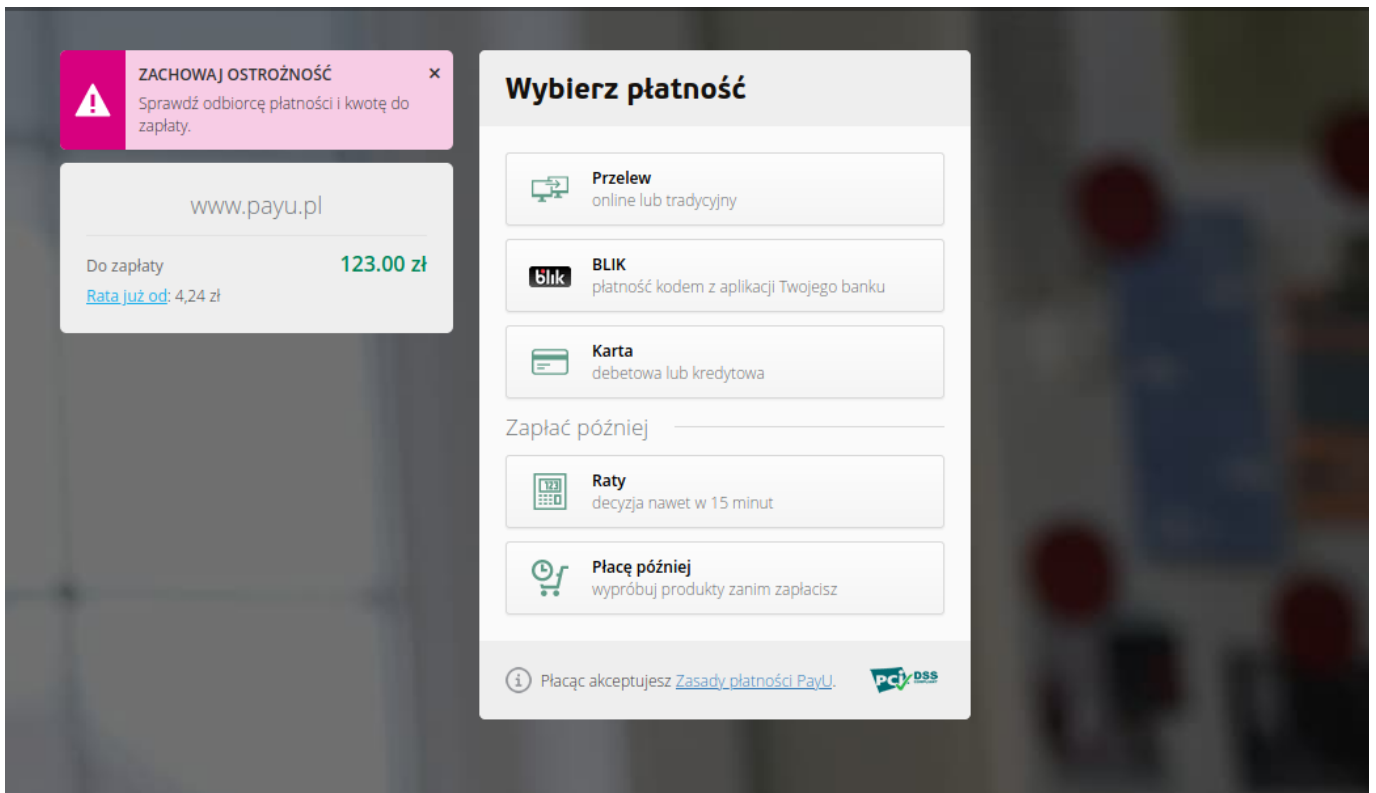 ZACHOWAJ OSTROŻNOŚĆ
Sprawdź odbiorcę płatności i kwotę do
zapłaty.
www.payu.pl
Do zapłaty 123.00 zł
Rata już od: 4,24 zł
Wybierz płatność
Przelew
online lub tradycyjny
blik
BLIK
płatność kodem z aplikacji Twojego banku
Karta
debetowa lub kredytowa
Zapłać później
123
Raty
decyzja nawet w 15 minut
Płacę później
wypróbuj produkty zanim zapłacisz
i Płacąc akceptujesz Zasady płatności PayU.
PCI DSS
COMPLIANT